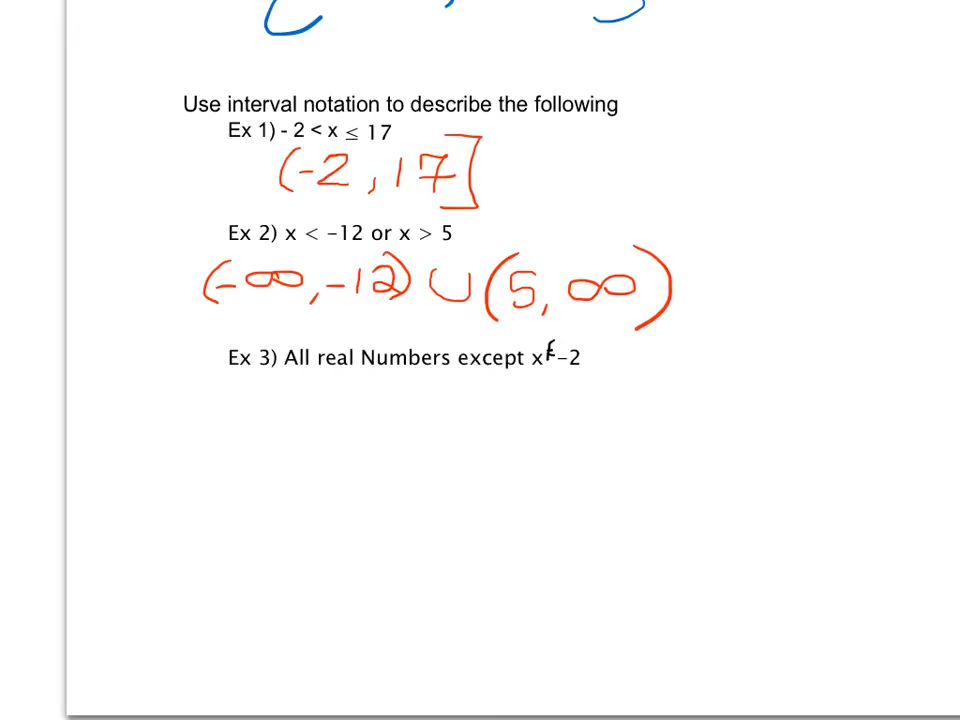 Use interval notation to describe the following
Ex 1) - 2 < x ≤ 17
(-2, 17]
Ex 2) x < -12 or x > 5
(-∞, -12) ∪ (5, ∞)
Ex 3) All real Numbers except x -2